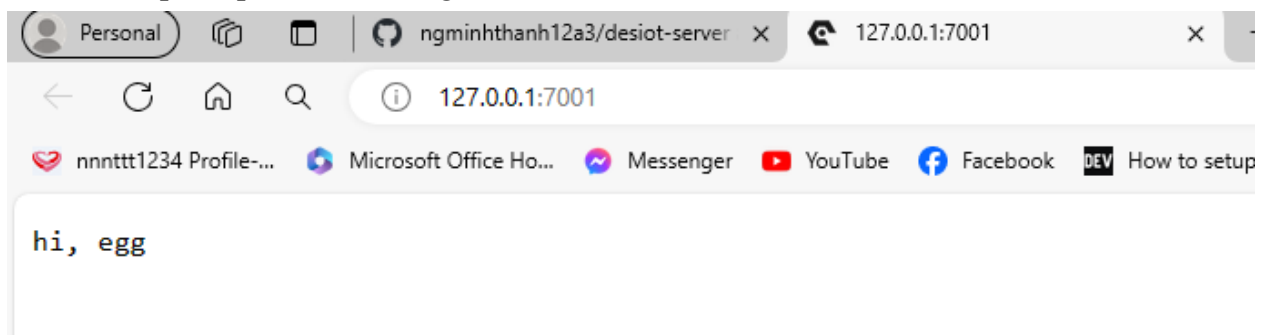 Personal ngminhthanh12a3/desiot-server 127.0.0.1:7001
127.0.0.1:7001
nnnttt1234 Profile-... Microsoft Office Ho... Messenger YouTube Facebook DEV How to setup
hi, egg